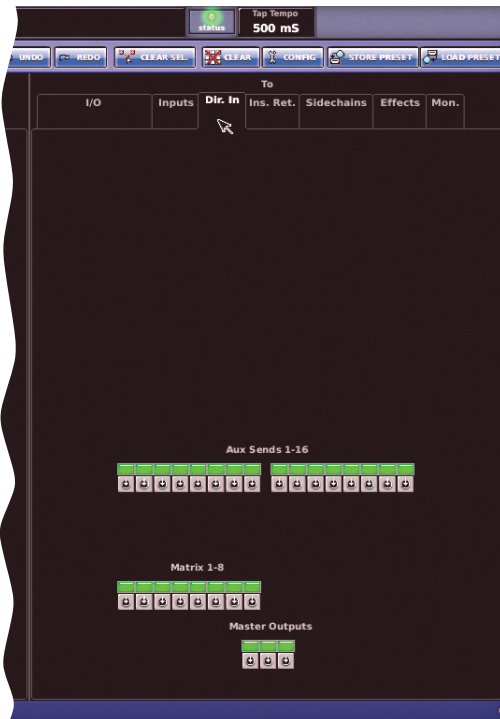 Tap Tempo
status
500 mS
UNDO
REDO
CLEAR SEL.
CLEAR
CONFIG
STORE PRESET
LOAD PRESET
To
I/O
Inputs
Dir. In
Ins. Ret.
Sidechains
Effects
Mon.
Aux Sends 1-16
Matrix 1-8
Master Outputs